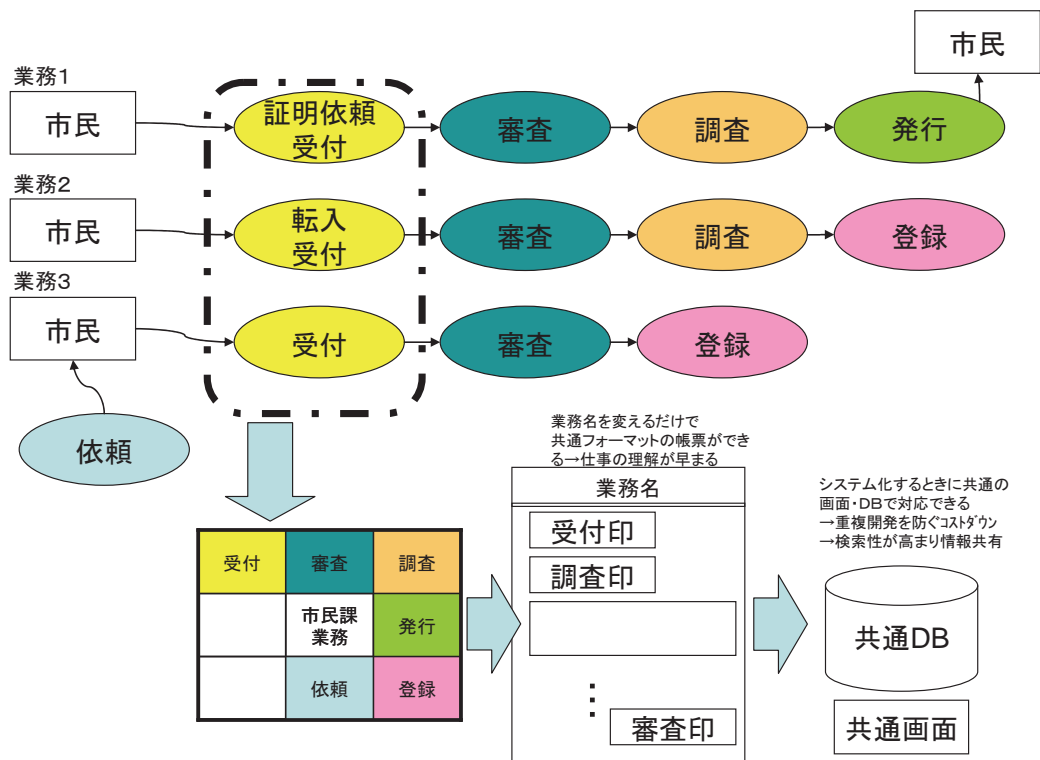 市民
業務1
市民
証明依頼
受付
審査
調査
発行
業務2
市民
転入
受付
審査
調査
登録
業務3
市民
受付
審査
登録
依頼
業務名を変えるだけで
共通フォーマットの帳票ができ
る→仕事の理解が早まる
業務名
受付印
調査印
⋮
審査印
システム化するときに共通の
画面・DBで対応できる
→重複開発を防ぐコストダウン
→検索性が高まり情報共有
共通DB
共通画面
受付
審査
調査
市民課
業務
発行
依頼
登録